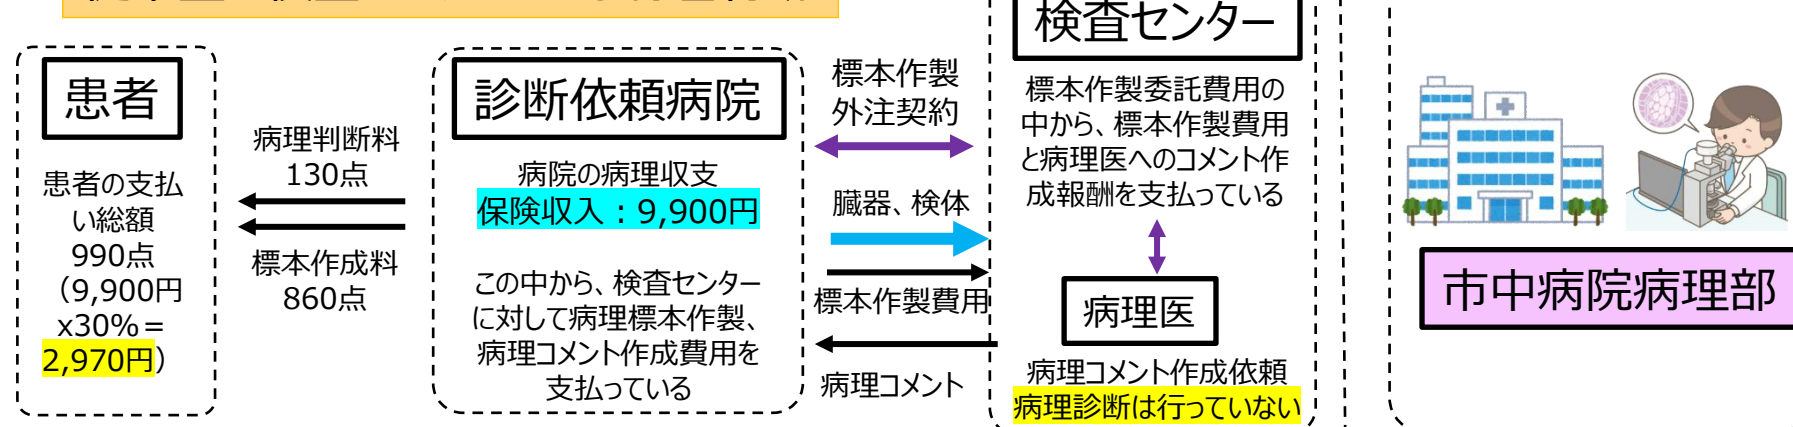 患者
患者の支払
い総額
990点
（9,900円
x30%＝
2,970円）
病理判断料
130点
標本作成料
860点
診断依頼病院
病院の病理収支
保険収入：9,900円
この中から、検査センター
に対して病理標本作製、
病理コメント作成費用を
支払っている
標本作製
外注契約
臓器、検体
標本作製費用
病理コメント
検査センター
標本作製委託費用の
中から、標本作製費用
と病理医へのコメント作
成報酬を支払っている
病理医
病理コメント作成依頼
病理診断は行っていない
市中病院病理部